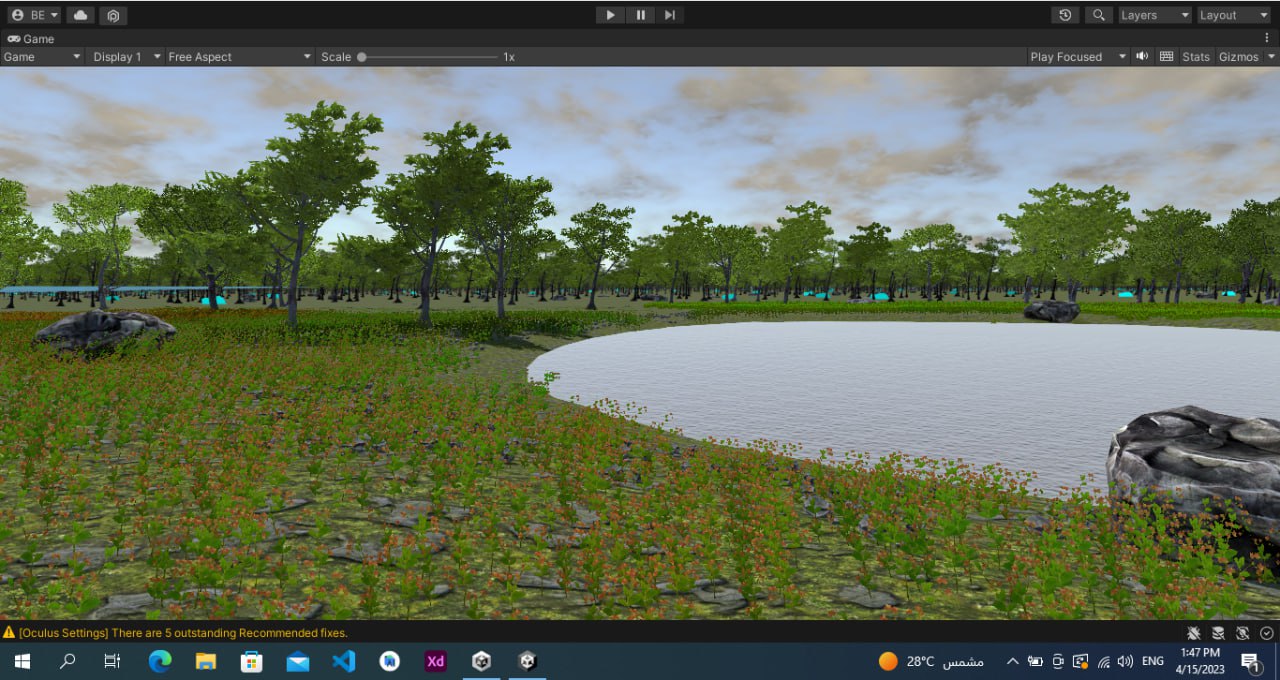 BE
Layers
Layout
Game
Game
Display 1
Free Aspect
Scale
1x
Play Focused
Stats
Gizmos
[Oculus Settings] There are 5 outstanding Recommended fixes.
Xd
28°C مشمس
ENG
1:47 PM
4/15/2023
1